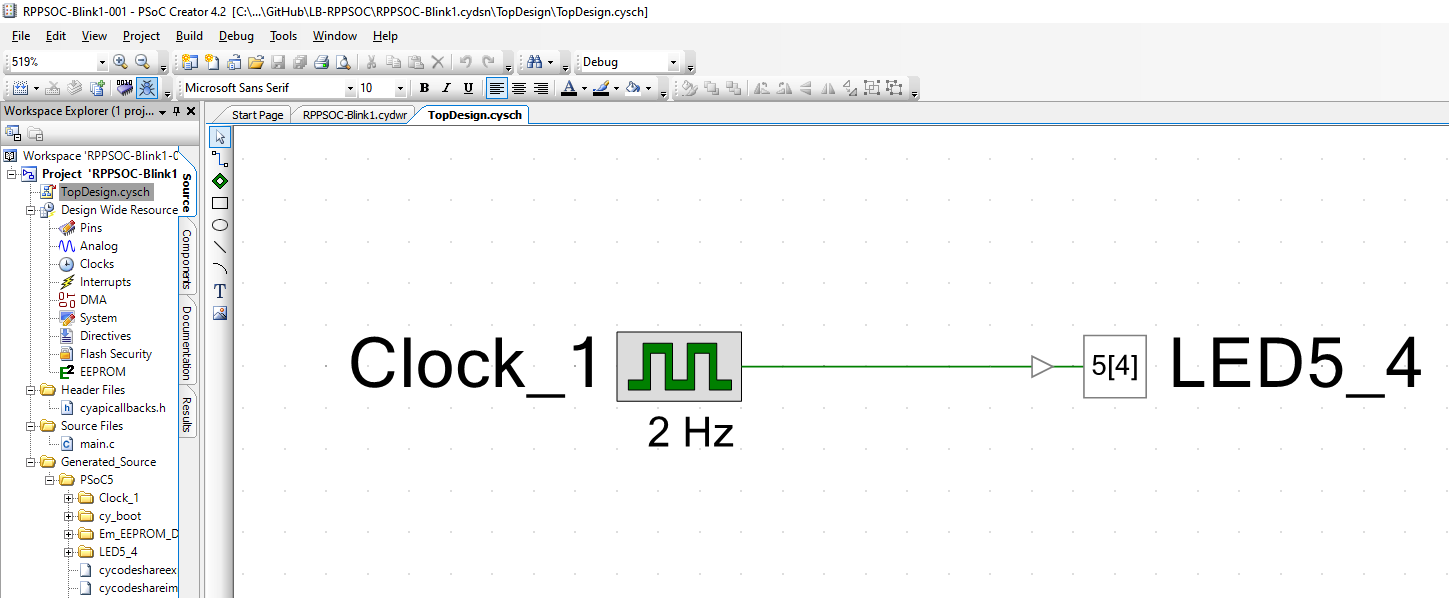 RPPSOC-Blink1-001 - PSoC Creator 4.2 [C:\...\GitHub\LB-RPPSOC\RPPSOC-Blink1.cydsn\TopDesign\TopDesign.cysch]
File Edit View Project Build Debug Tools Window Help
519% Debug
Microsoft Sans Serif 10 B I U A
Workspace Explorer (1 proj...
Start Page RPPSOC-Blink1.cydwr TopDesign.cysch
Workspace 'RPPSOC-Blink1-0
Project 'RPPSOC-Blink1
TopDesign.cysch
Design Wide Resource
Pins
Analog
Clocks
Interrupts
DMA
System
Directives
Flash Security
EEPROM
Header Files
cyapicallbacks.h
Source Files
main.c
Generated_Source
PSoC5
Clock_1
cy_boot
Em_EEPROM_D
LED5_4
cycodeshareex
cycodeshareim
Source
Components
Documentation
Results
T
Clock_1
2 Hz
5[4]
LED5_4